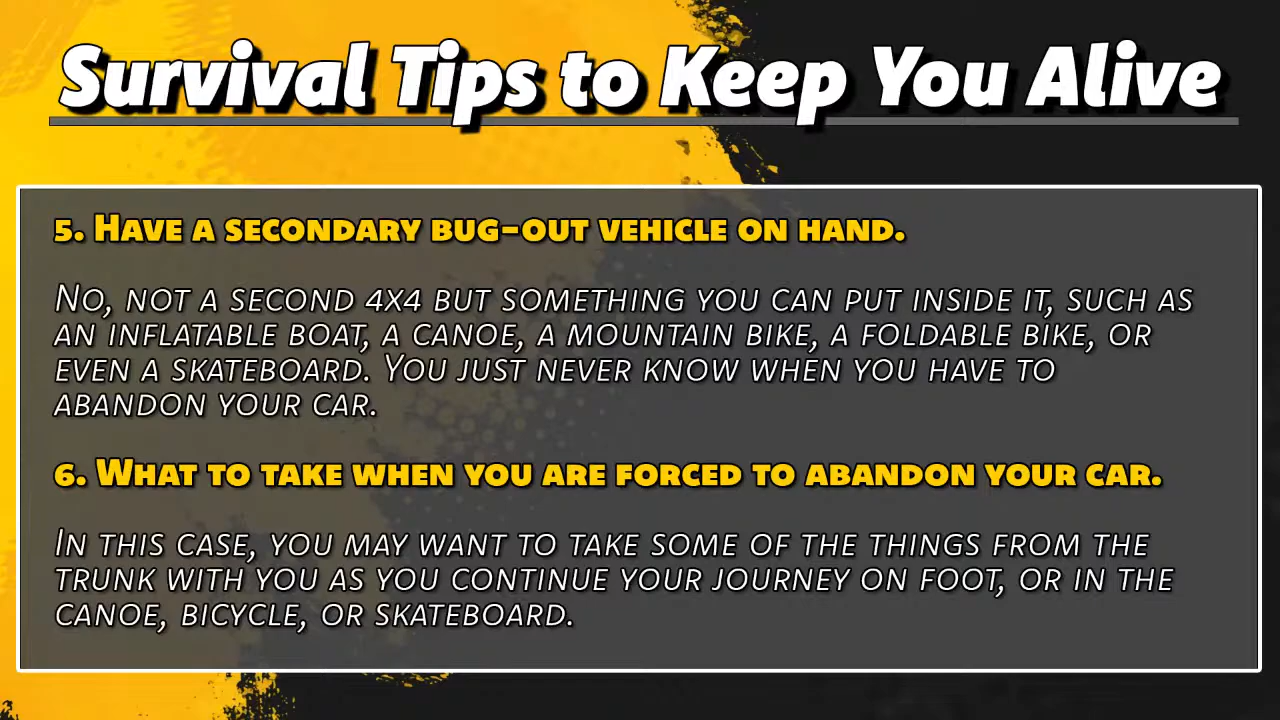 Survival Tips to Keep You Alive
5. Have a secondary bug-out vehicle on hand.
No, not a second 4x4 but something you can put inside it, such as
an inflatable boat, a canoe, a mountain bike, a foldable bike, or
even a skateboard. You just never know when you have to
abandon your car.
6. What to take when you are forced to abandon your car.
In this case, you may want to take some of the things from the
trunk with you as you continue your journey on foot, or in the
canoe, bicycle, or skateboard.